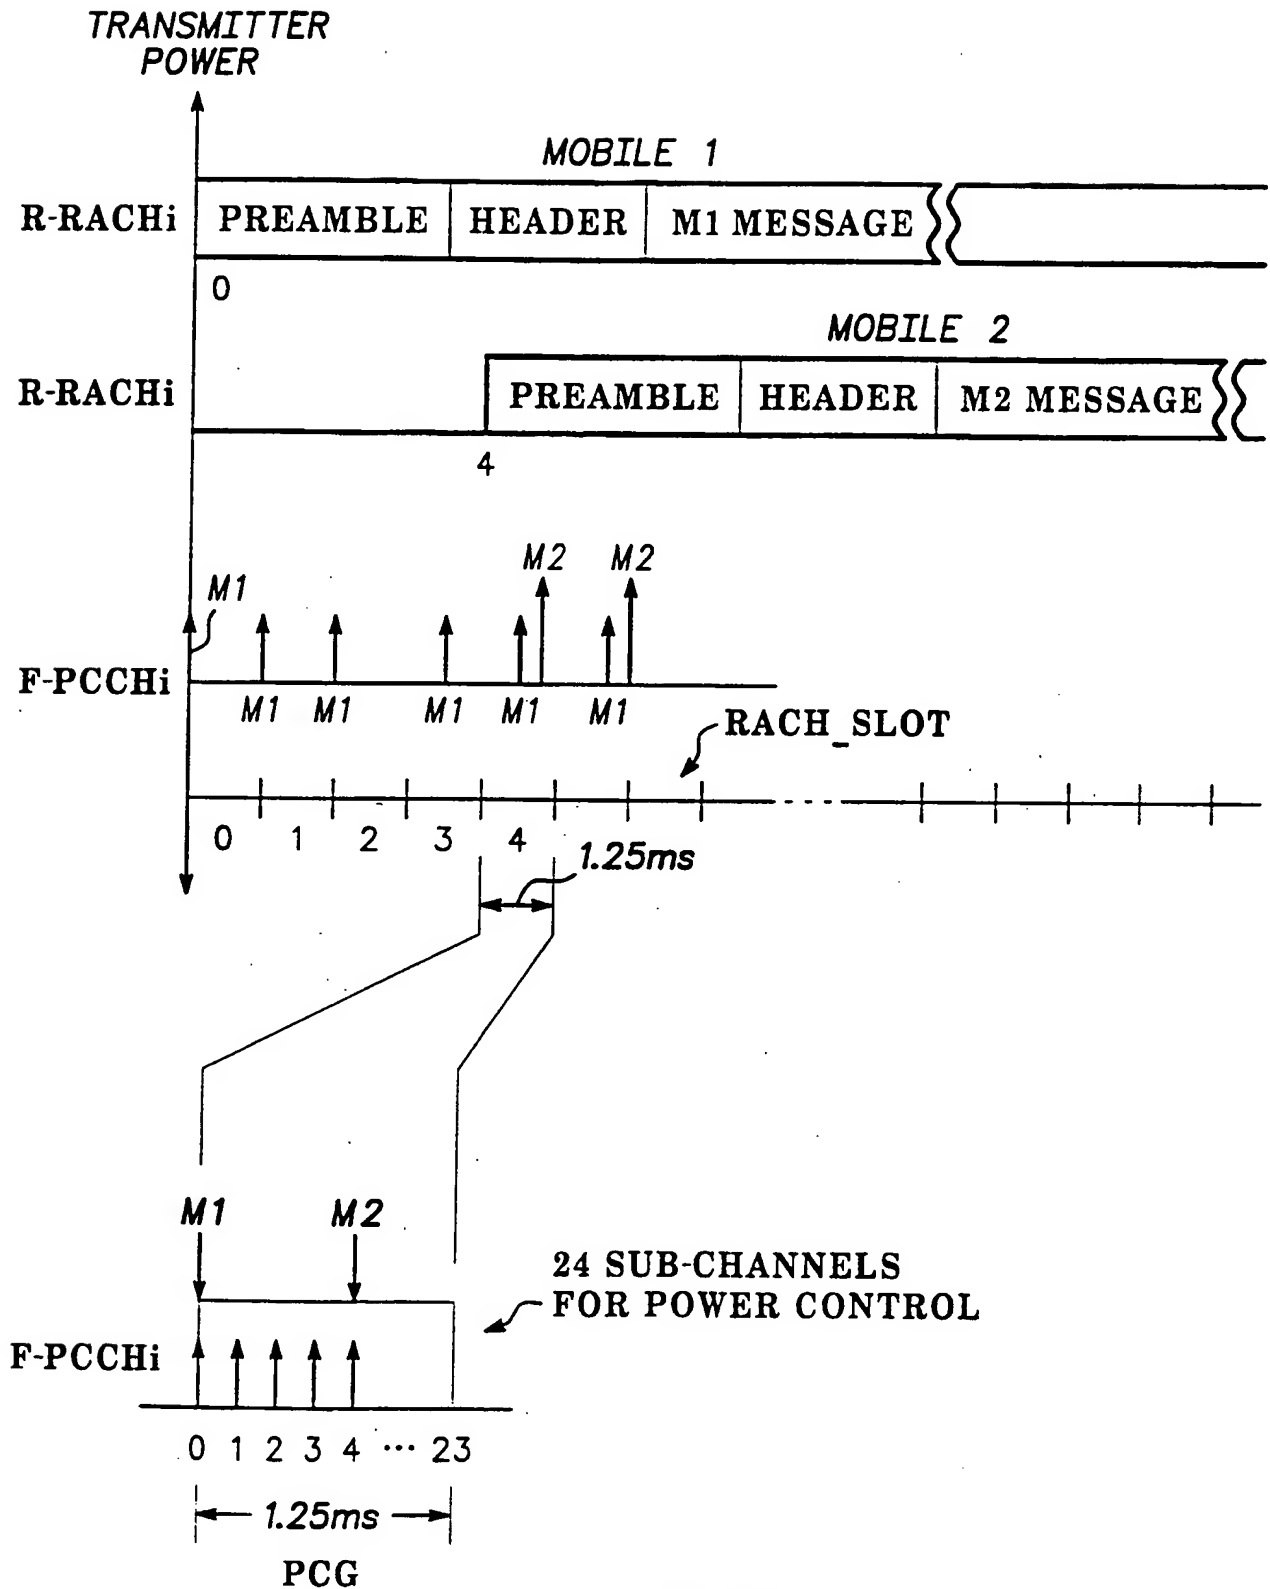 TRANSMITTER
POWER
MOBILE 1
R-RACHi
PREAMBLE HEADER M1 MESSAGE
0
MOBILE 2
R-RACHi
PREAMBLE HEADER M2 MESSAGE
4
M2 M2
M1
F-PCCHi
M1 M1 M1 M1 M1
RACH_SLOT
0 1 2 3 4
1.25ms
M1 M2
24 SUB-CHANNELS
FOR POWER CONTROL
F-PCCHi
0 1 2 3 4 ... 23
1.25ms
PCG